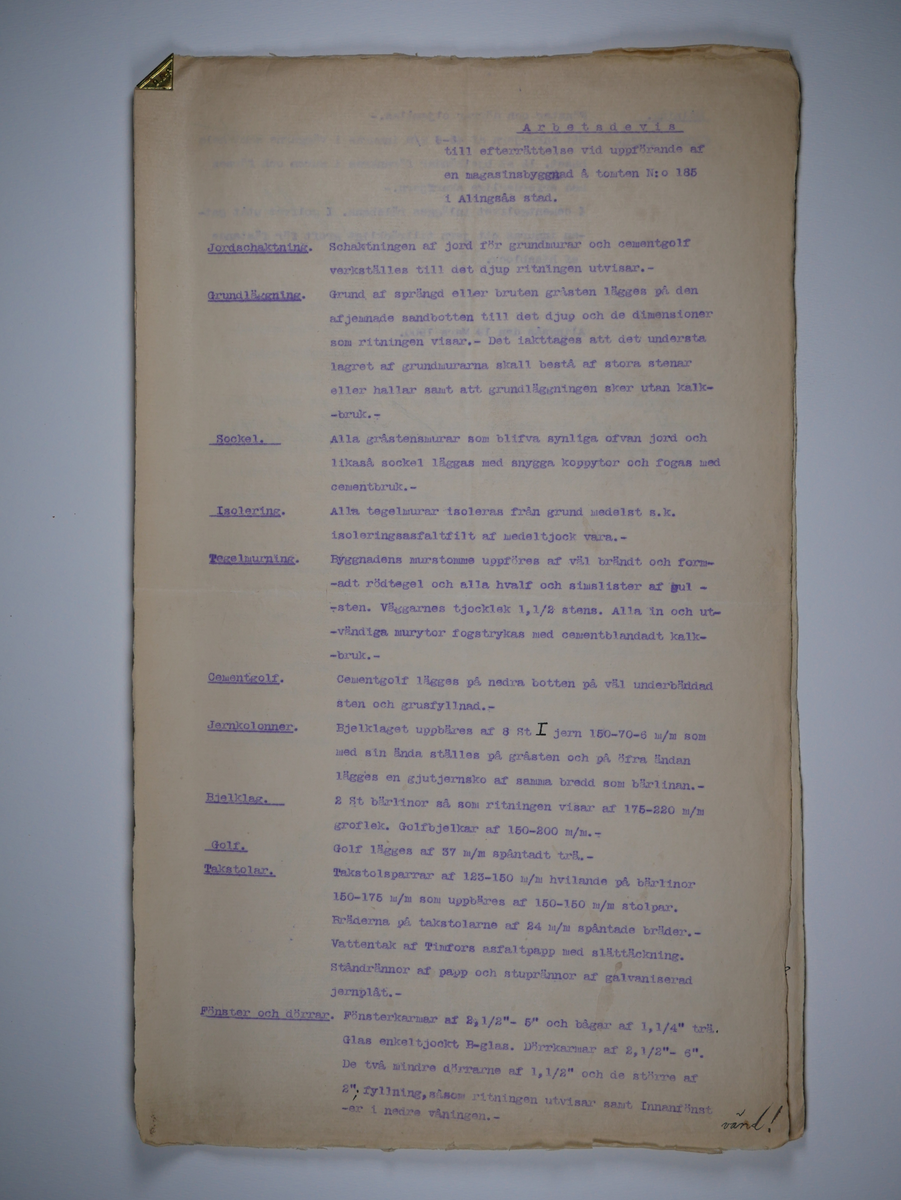 Arbetsdevis
till efterrättelse vid uppförande af
en magasinsbyggnad å tomten N:o 185
i Alingsås stad.
Jordschaktning. Schaktningen af jord för grundmurar och cementgolf
verkställes till det djup ritningen utvisar.-
Grundläggning. Grund af sprängd eller bruten gråsten lägges på den
afjemnade sandbotten till det djup och de dimensioner
som ritningen visar.- Det iakttages att det understa
lagret af grundmurarna skall bestå af stora stenar
eller hallar samt att grundläggningen sker utan kalk-
-bruk.-
Sockel. Alla gråstensmurar som blifva synliga ofvan jord och
likaså sockel läggas med snygga koppytor och fogas med
cementbruk.-
Isolering. Alla tegelmurar isoleras från grund medelst s.k.
isoleringsasfaltfilt af medeltjock vara.-
Tegelmurning. Byggnadens murstomme uppföres af väl brändt och form-
-adt rödtegel och alla hvalf och simslister af gul -
-sten. Väggarnes tjocklek 1,1/2 stens. Alla in och ut-
-vändiga murytor fogstrykas med cementblandadt kalk-
-bruk.-
Cementgolf. Cementgolf lägges på nedra botten på väl underbäddad
sten och grusfyllnad.-
Jernkolonner. Bjelklaget uppbäres af 8 St I jern 150-70-6 m/m som
med sin ända ställes på gråsten och på öfra ändan
lägges en gjutjernsko af samma bredd som bärlinan.-
Bjelklag. 2 St bärlinor så som ritningen visar af 175-220 m/m
groflek. Golfbjelkar af 150-200 m/m.-
Golf. Golf lägges af 37 m/m spåntadt trä.-
Takstolar. Takstolsparrar af 123-150 m/m hvilande på bärlinor
150-175 m/m som uppbäres af 150-150 m/m stolpar.
Bräderna på takstolarne af 24 m/m spåntade bräder.-
Vattentak af Timfors asfaltpapp med slättäckning.
Ståndrännor af papp och stuprännor af galvaniserad
jernplåt.-
Fönster och dörrar. Fönsterkarmar af 2,1/2"- 5" och bågar af 1,1/4" trä.
Glas enkeltjockt B-glas. Dörrkarmar af 2,1/2"- 6".
De två mindre dörrarne af 1,1/2" och de större af
2"; fyllning,såsom ritningen utvisar samt Innanfönst
-er i nedre våningen.-
vänd!